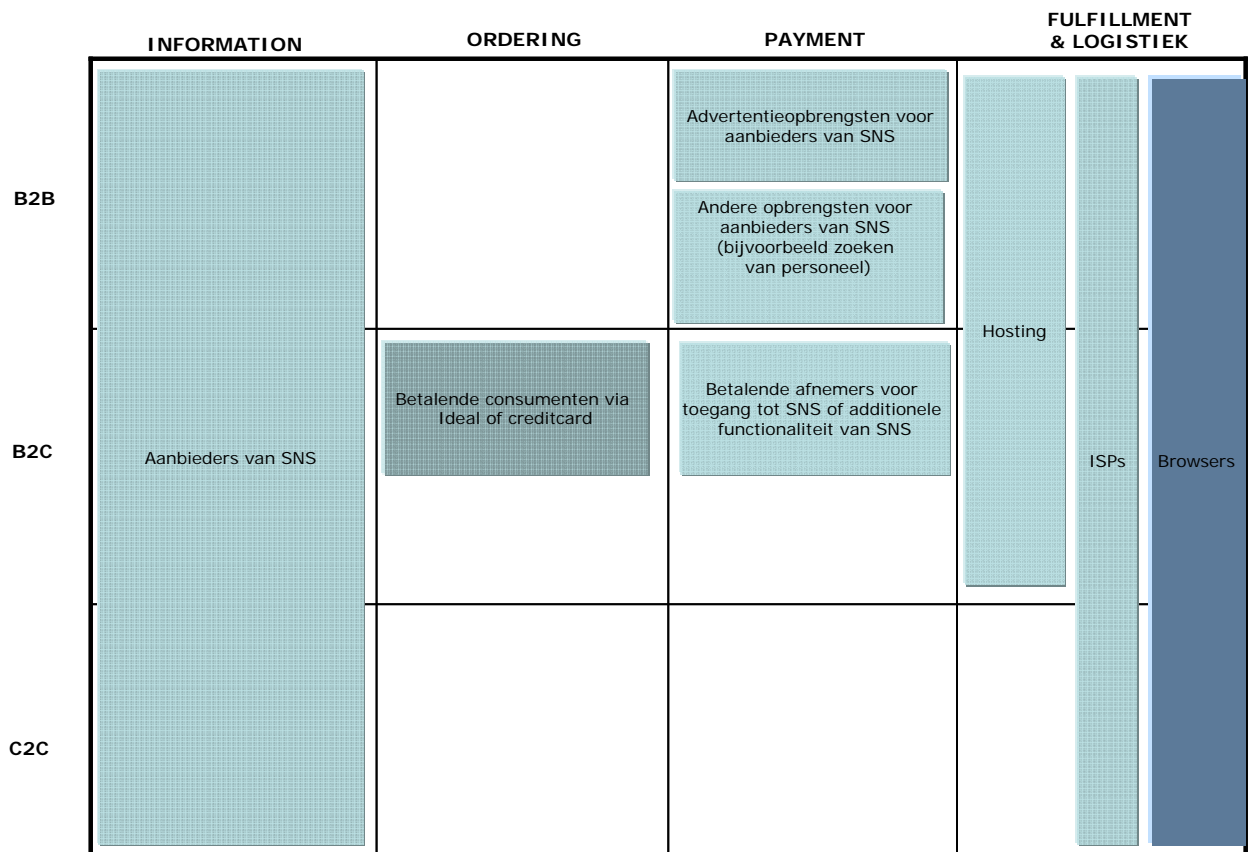 INFORMATION
ORDERING
PAYMENT
FULFILLMENT
& LOGISTIEK
B2B
Advertentieopbrengsten voor
aanbieders van SNS
Andere opbrengsten voor
aanbieders van SNS
(bijvoorbeeld zoeken
van personeel)
Hosting
B2C
Aanbieders van SNS
Betalende consumenten via
Ideal of creditcard
Betalende afnemers voor
toegang tot SNS of additionele
functionaliteit van SNS
ISPs
Browsers
C2C